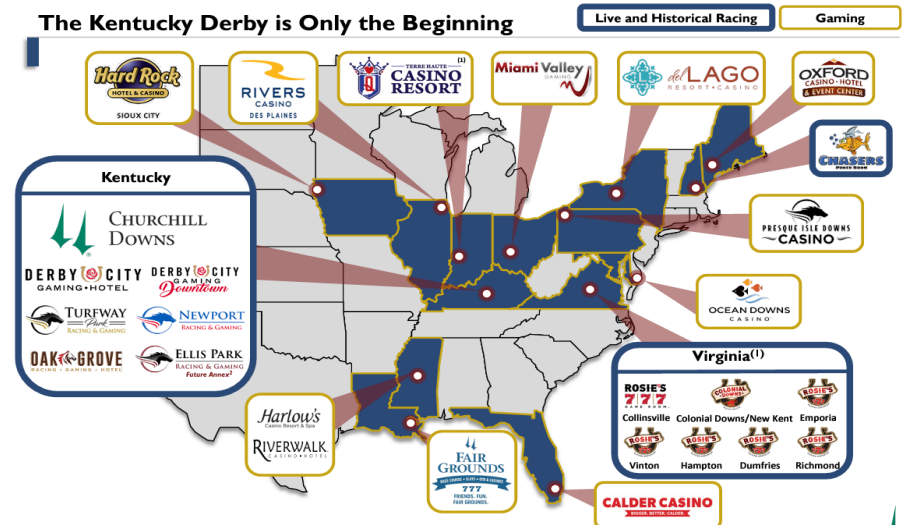 The Kentucky Derby is Only the Beginning
Live and Historical Racing
Gaming
Hard Rock
HOTEL & CASINO
SIOUX CITY
RIVERS
CASINO
DES PLAINES
TERRE HAUTE
CASINO
RESORT
(1)
Miami Valley
GAMING
del LAGO
RESORT • CASINO
OXFORD
CASINO • HOTEL
& EVENT CENTER
CHASERS
POKER ROOM
Kentucky
CHURCHILL
DOWNS
DERBY CITY
GAMING • HOTEL
DERBY CITY
GAMING
Downtown
TURFWAY
Park
RACING & GAMING
NEWPORT
RACING & GAMING
OAK GROVE
RACING • GAMING • HOTEL
ELLIS PARK
RACING & GAMING
Future Annex²
PRESQUE ISLE DOWNS
CASINO
OCEAN DOWNS
CASINO
Virginia(1)
ROSIE'S
777
GAME ROOM
Collinsville
COLONIAL
DOWNS
Colonial Downs/New Kent
ROSIE'S
Emporia
ROSIE'S
Vinton
ROSIE'S
Hampton
ROSIE'S
Dumfries
ROSIE'S
Richmond
Harlow's
Casino Resort & Spa
RIVERWALK
CASINO • HOTEL
FAIR
GROUNDS
RACE COURSE • SLOTS • OTB & CASINOS
777
FRIENDS. FUN.
FAIR GROUNDS.
CALDER CASINO
BIGGER. BETTER. CALDER.